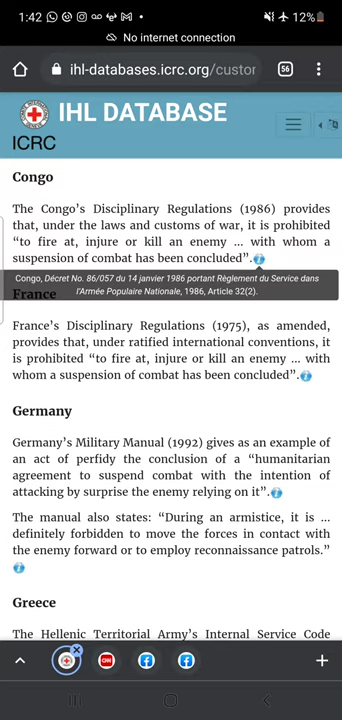 1:42
12%
No internet connection
ihl-databases.icrc.org/custor
56
IHL DATABASE
ICRC
Congo
The Congo's Disciplinary Regulations (1986) provides
that, under the laws and customs of war, it is prohibited
“to fire at, injure or kill an enemy ... with whom a
suspension of combat has been concluded”.
Congo, Décret No. 86/057 du 14 janvier 1986 portant Règlement du Service dans
l'Armée Populaire Nationale, 1986, Article 32(2).
France
France's Disciplinary Regulations (1975), as amended,
provides that, under ratified international conventions, it
is prohibited “to fire at, injure or kill an enemy ... with
whom a suspension of combat has been concluded”.
Germany
Germany's Military Manual (1992) gives as an example of
an act of perfidy the conclusion of a “humanitarian
agreement to suspend combat with the intention of
attacking by surprise the enemy relying on it”.
The manual also states: “During an armistice, it is ...
definitely forbidden to move the forces in contact with
the enemy forward or to employ reconnaissance patrols.”
Greece
The Hellenic Territorial Army's Internal Service Code